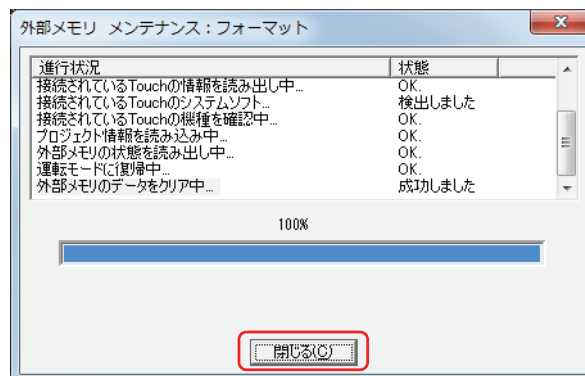 外部メモリ メンテナンス：フォーマット
進行状況 状態
接続されているTouchの情報を読み出し中... OK.
接続されているTouchのシステムソフト... 検出しました
接続されているTouchの機種を確認中... OK.
プロジェクト情報を読み込み中... OK.
外部メモリの状態を読み出し中... OK.
運転モードに復帰中... OK.
外部メモリのデータをクリア中... 成功しました
100%
閉じる(C)